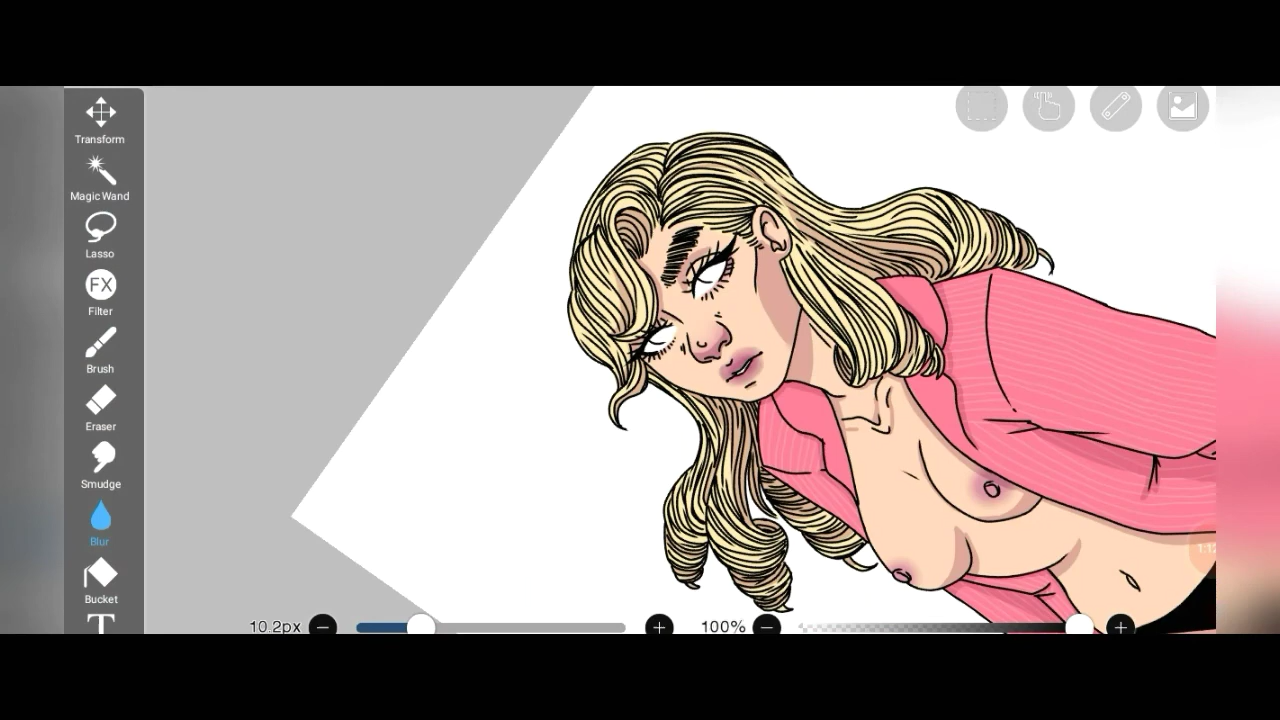 Transform
Magic Wand
Lasso
FX
Filter
Brush
Eraser
Smudge
Blur
Bucket
T
10.2px
100%